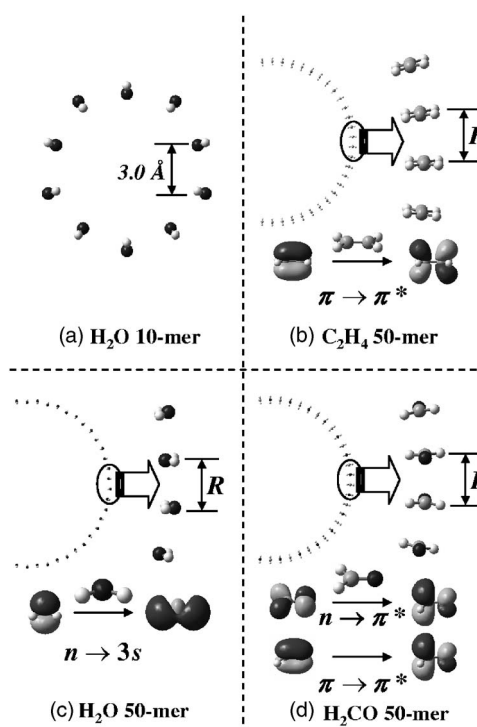 3.0 Å
(a) H₂O 10-mer
π → π*
(b) C₂H₄ 50-mer
R
n → 3s
(c) H₂O 50-mer
n → π*
π → π*
(d) H₂CO 50-mer